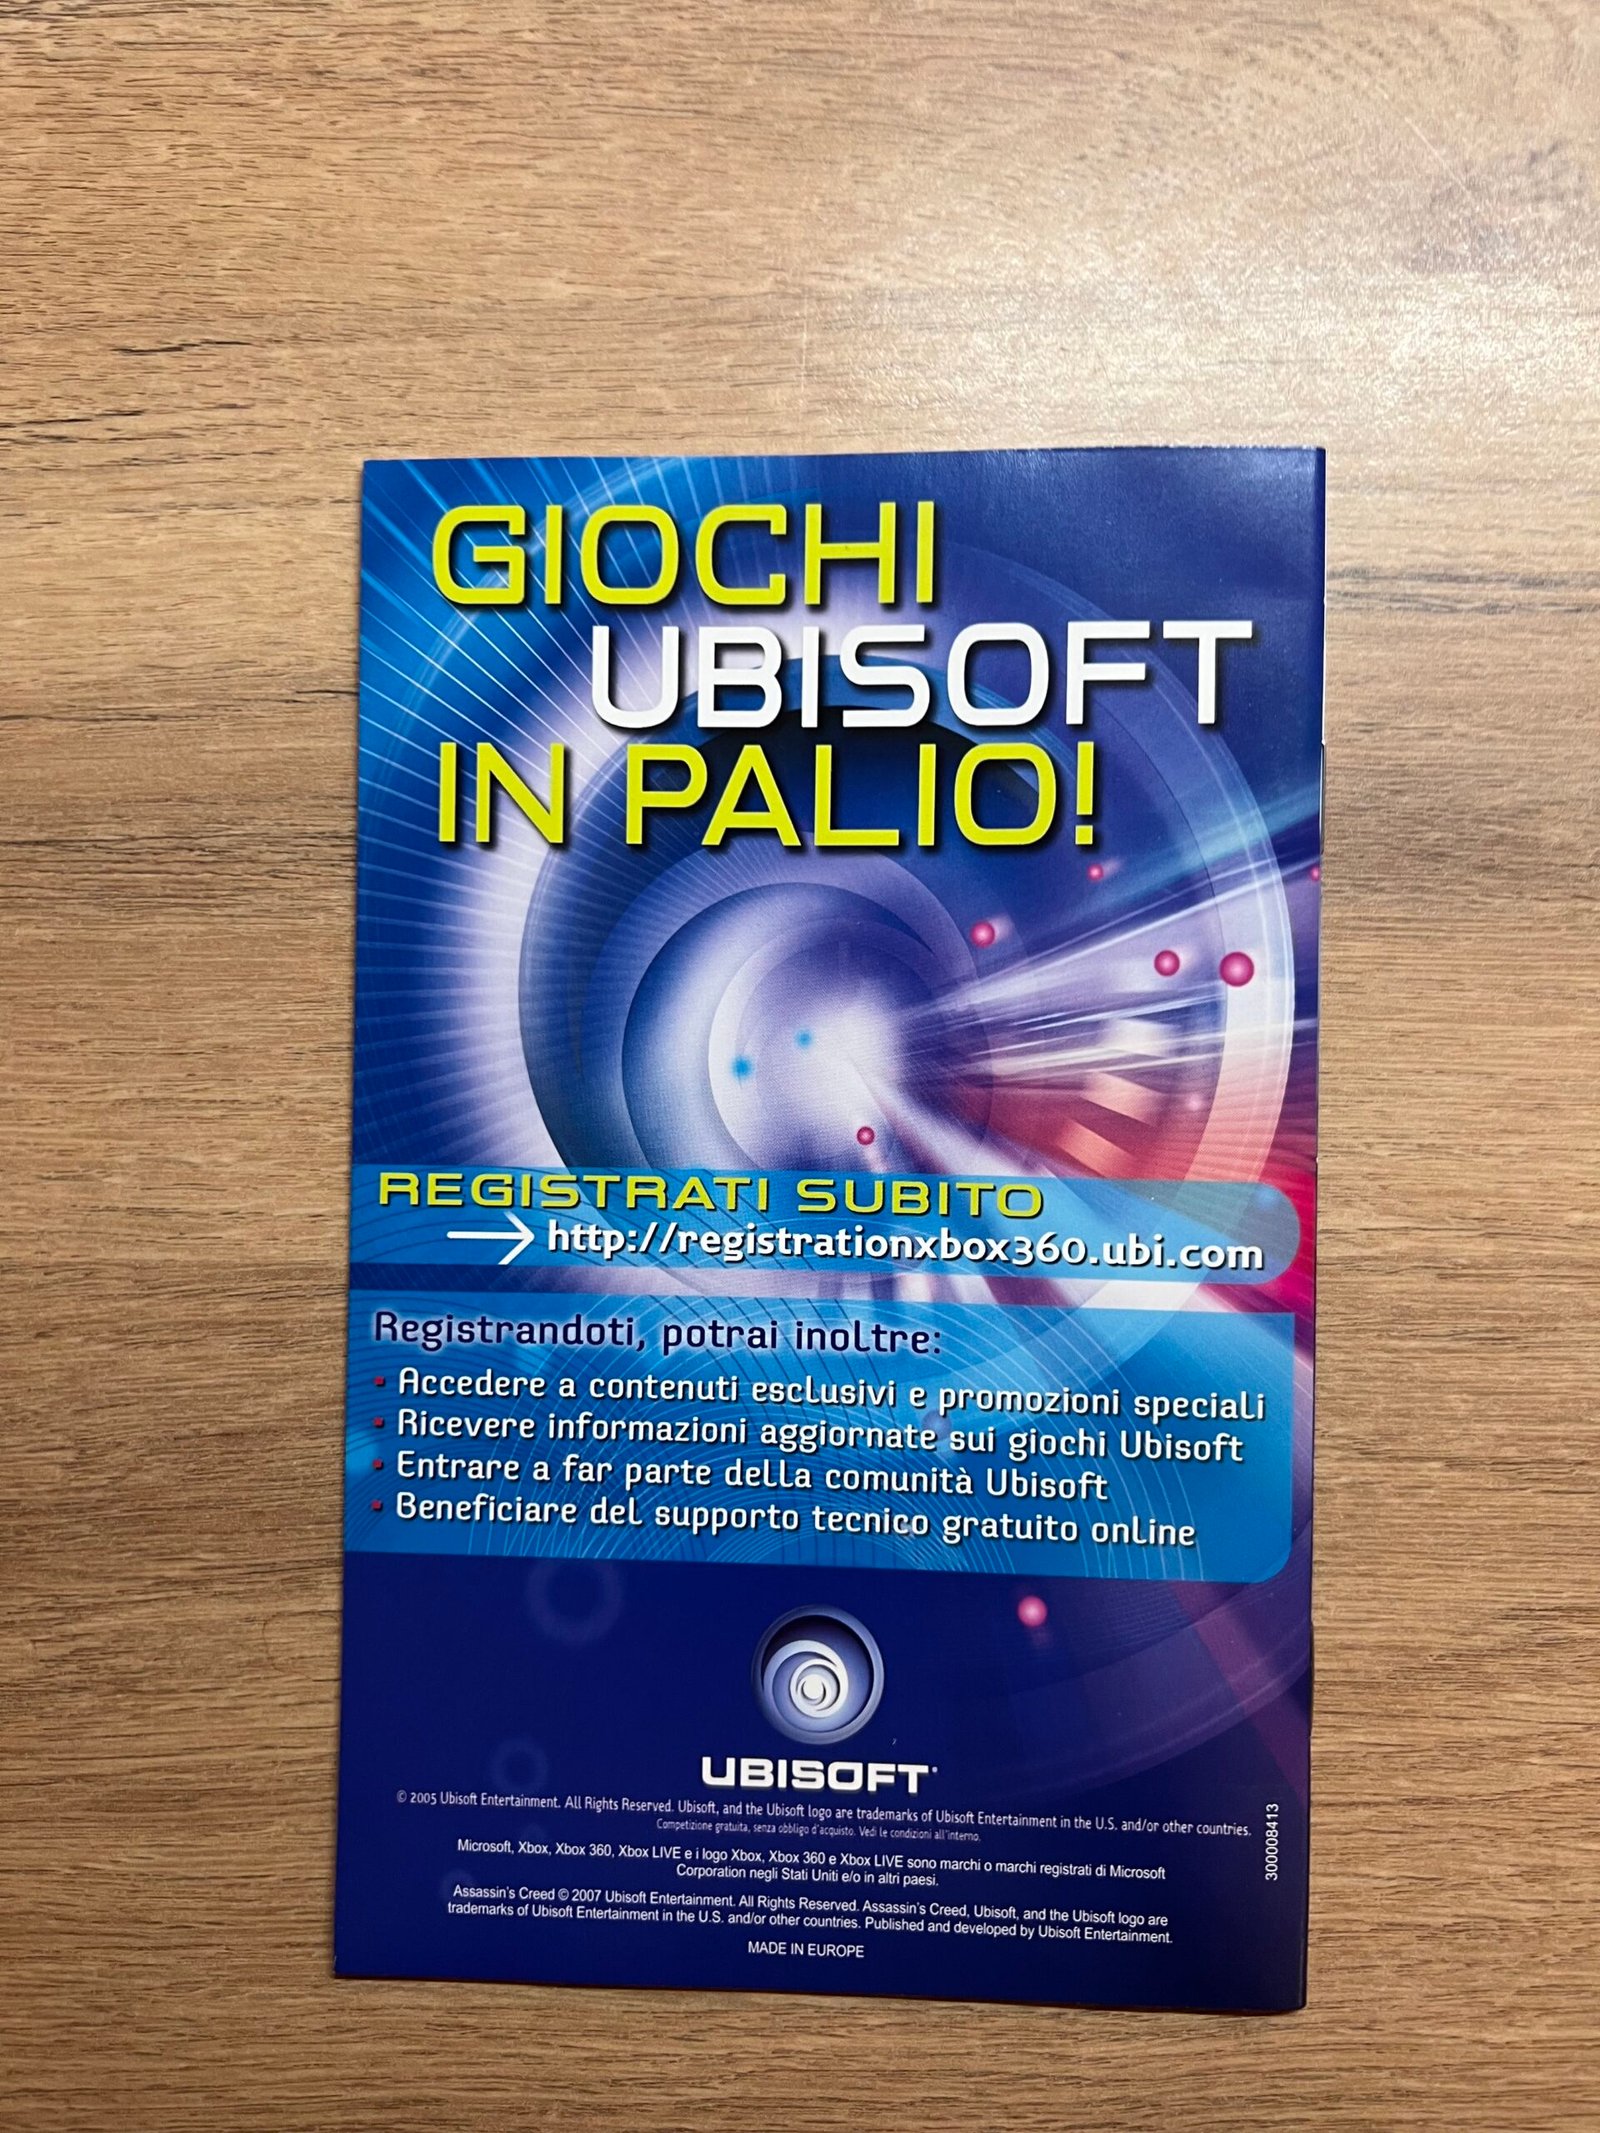 GIOCHI
UBISOFT
IN PALIO!
REGISTRATI SUBITO
http://registrationxbox360.ubi.com
Registrandoti, potrai inoltre:
▪ Accedere a contenuti esclusivi e promozioni speciali
▪ Ricevere informazioni aggiornate sui giochi Ubisoft
▪ Entrare a far parte della comunità Ubisoft
▪ Beneficiare del supporto tecnico gratuito online
UBISOFT
© 2005 Ubisoft Entertainment. All Rights Reserved. Ubisoft, and the Ubisoft logo are trademarks of Ubisoft Entertainment in the U.S. and/or other countries.
Competizione gratuita, senza obbligo d'acquisto. Vedi le condizioni all'interno.
Microsoft, Xbox, Xbox 360, Xbox LIVE e i logo Xbox, Xbox 360 e Xbox LIVE sono marchi o marchi registrati di Microsoft
Corporation negli Stati Uniti e/o in altri paesi.
Assassin's Creed © 2007 Ubisoft Entertainment. All Rights Reserved. Assassin's Creed, Ubisoft, and the Ubisoft logo are
trademarks of Ubisoft Entertainment in the U.S. and/or other countries. Published and developed by Ubisoft Entertainment.
MADE IN EUROPE
300008413